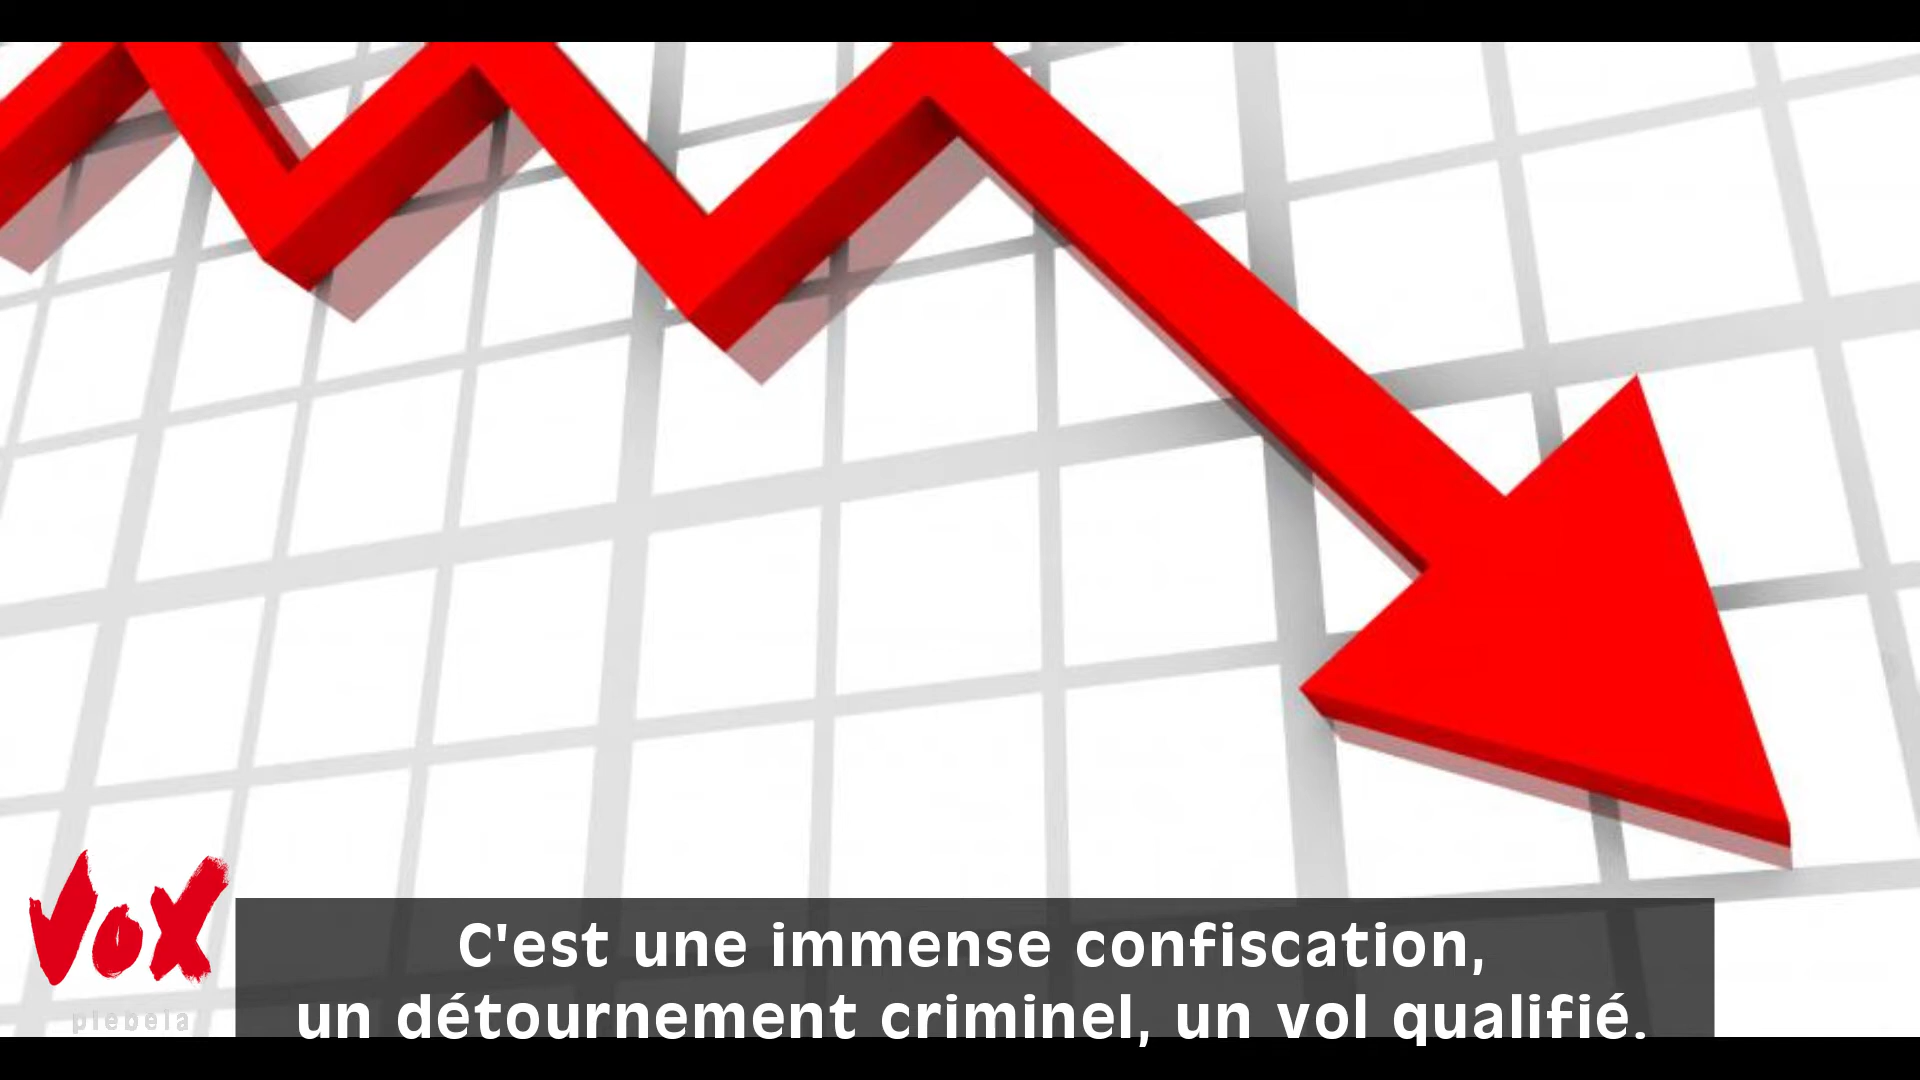 Vox
plebeia
C'est une immense confiscation,
un détournement criminel, un vol qualifié.